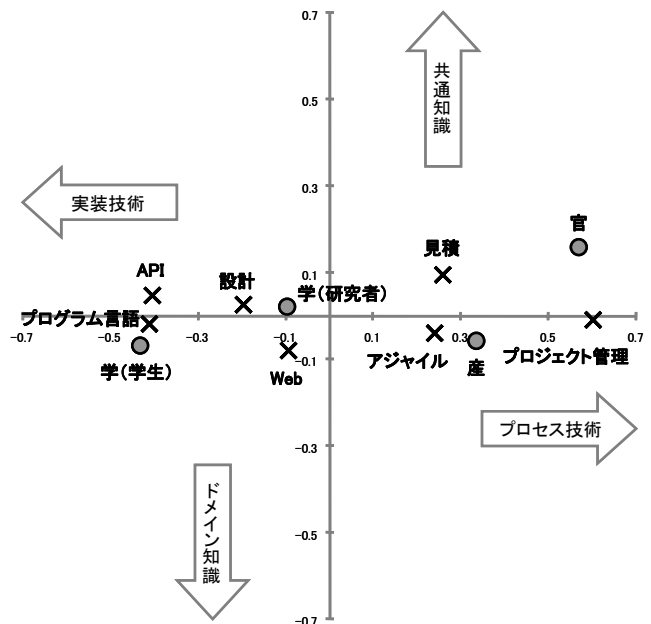 0.7
共通知識
0.5
0.3
実装技術
官
見積
API
設計
0.1
学(研究者)
プログラム言語
-0.7
-0.5
-0.3
-0.1
0.1
0.3
0.5
0.7
学(学生)
Web
-0.1
アジャイル
産
プロジェクト管理
プロセス技術
-0.3
ドメイン知識
-0.5
-0.7